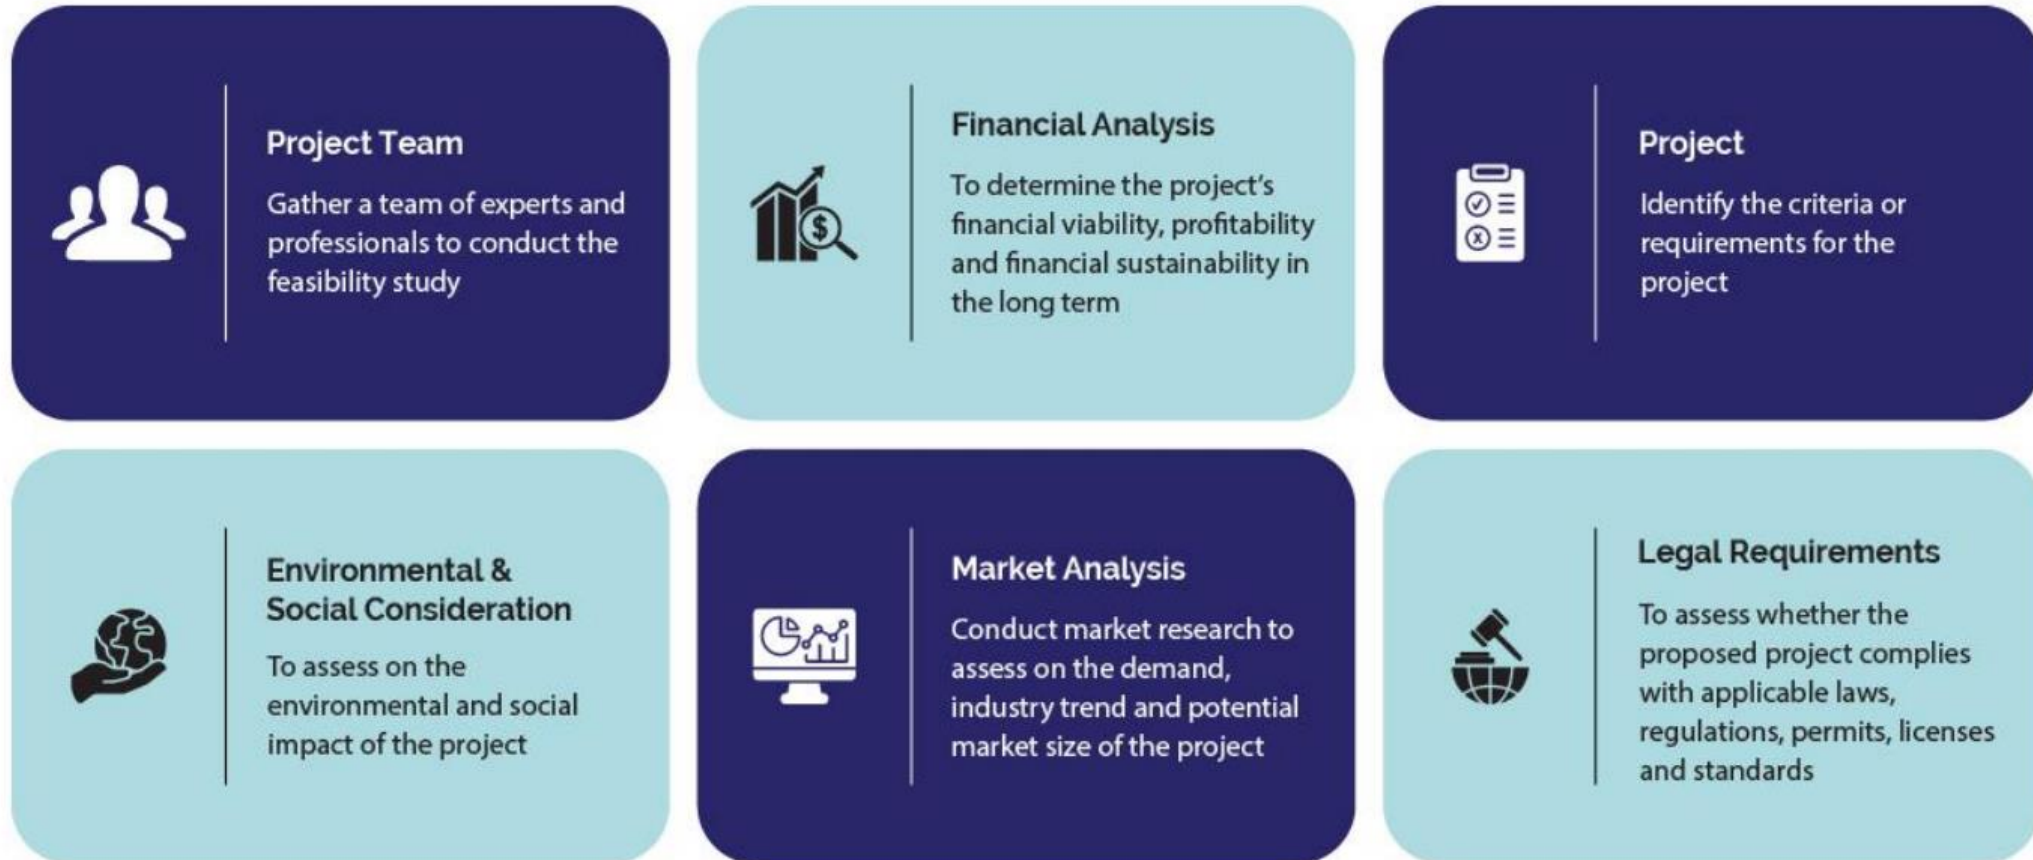 Project Team
Gather a team of experts and
professionals to conduct the
feasibility study
Financial Analysis
To determine the project's
financial viability, profitability
and financial sustainability in
the long term
Project
Identify the criteria or
requirements for the
project
Environmental &
Social Consideration
To assess on the
environmental and social
impact of the project
Market Analysis
Conduct market research to
assess on the demand,
industry trend and potential
market size of the project
Legal Requirements
To assess whether the
proposed project complies
with applicable laws,
regulations, permits, licenses
and standards